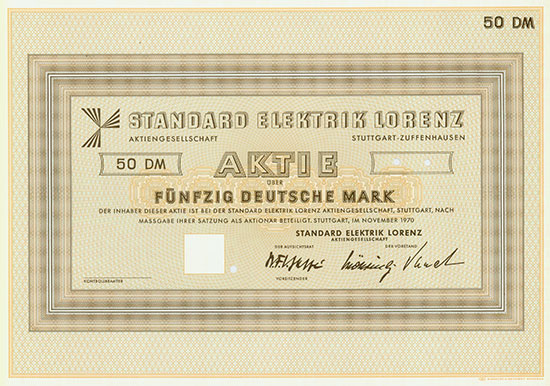 50 DM
STANDARD ELEKTRIK LORENZ
AKTIENGESELLSCHAFT STUTTGART-ZUFFENHAUSEN
50 DM AKTIE
ÜBER
FÜNFZIG DEUTSCHE MARK
DER INHABER DIESER AKTIE IST BEI DER STANDARD ELEKTRIK LORENZ AKTIENGESELLSCHAFT, STUTTGART, NACH
MASSGABE IHRER SATZUNG ALS AKTIONÄR BETEILIGT. STUTTGART, IM NOVEMBER 1970
STANDARD ELEKTRIK LORENZ
AKTIENGESELLSCHAFT
DER AUFSICHTSRAT DER VORSTAND
VORSITZENDER
KONTROLLBEAMTER